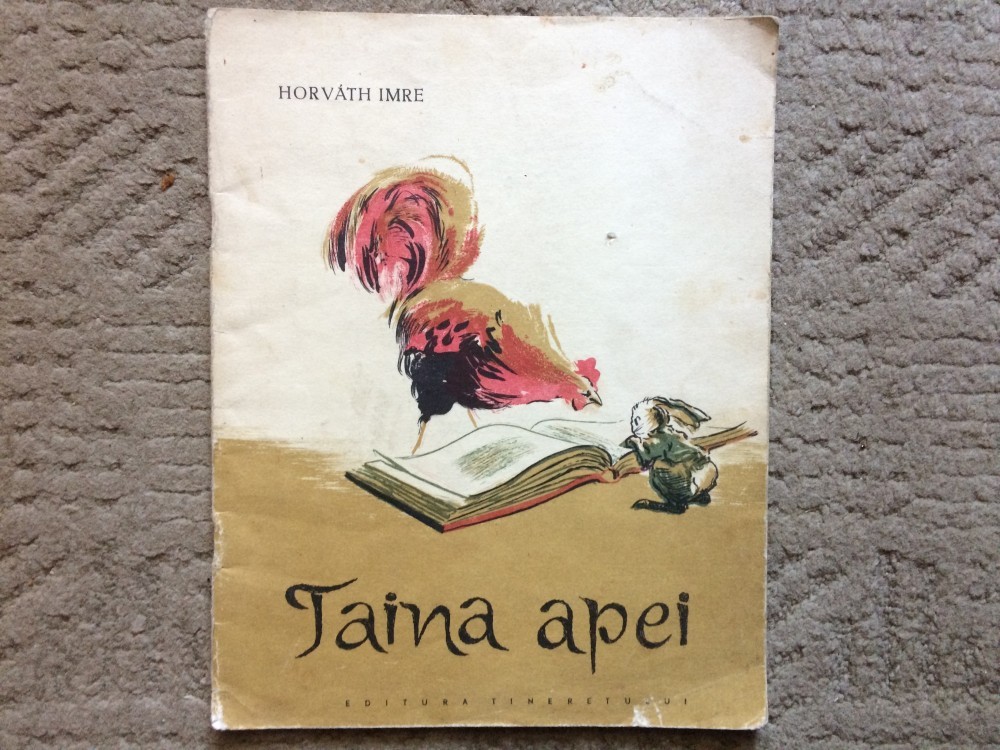 HORVÁTH IMRE
Taina apei
EDITURA TINERETULUI